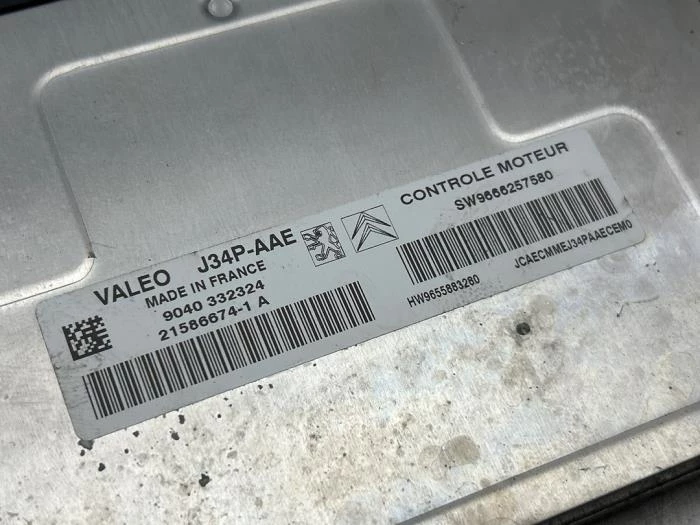 VALEO J34P-AAE
MADE IN FRANCE
9040 332324
21586674-1 A
CONTROLE MOTEUR
SW9666257580
HW9655883280
JCAECMMEJ34PAAECEM0